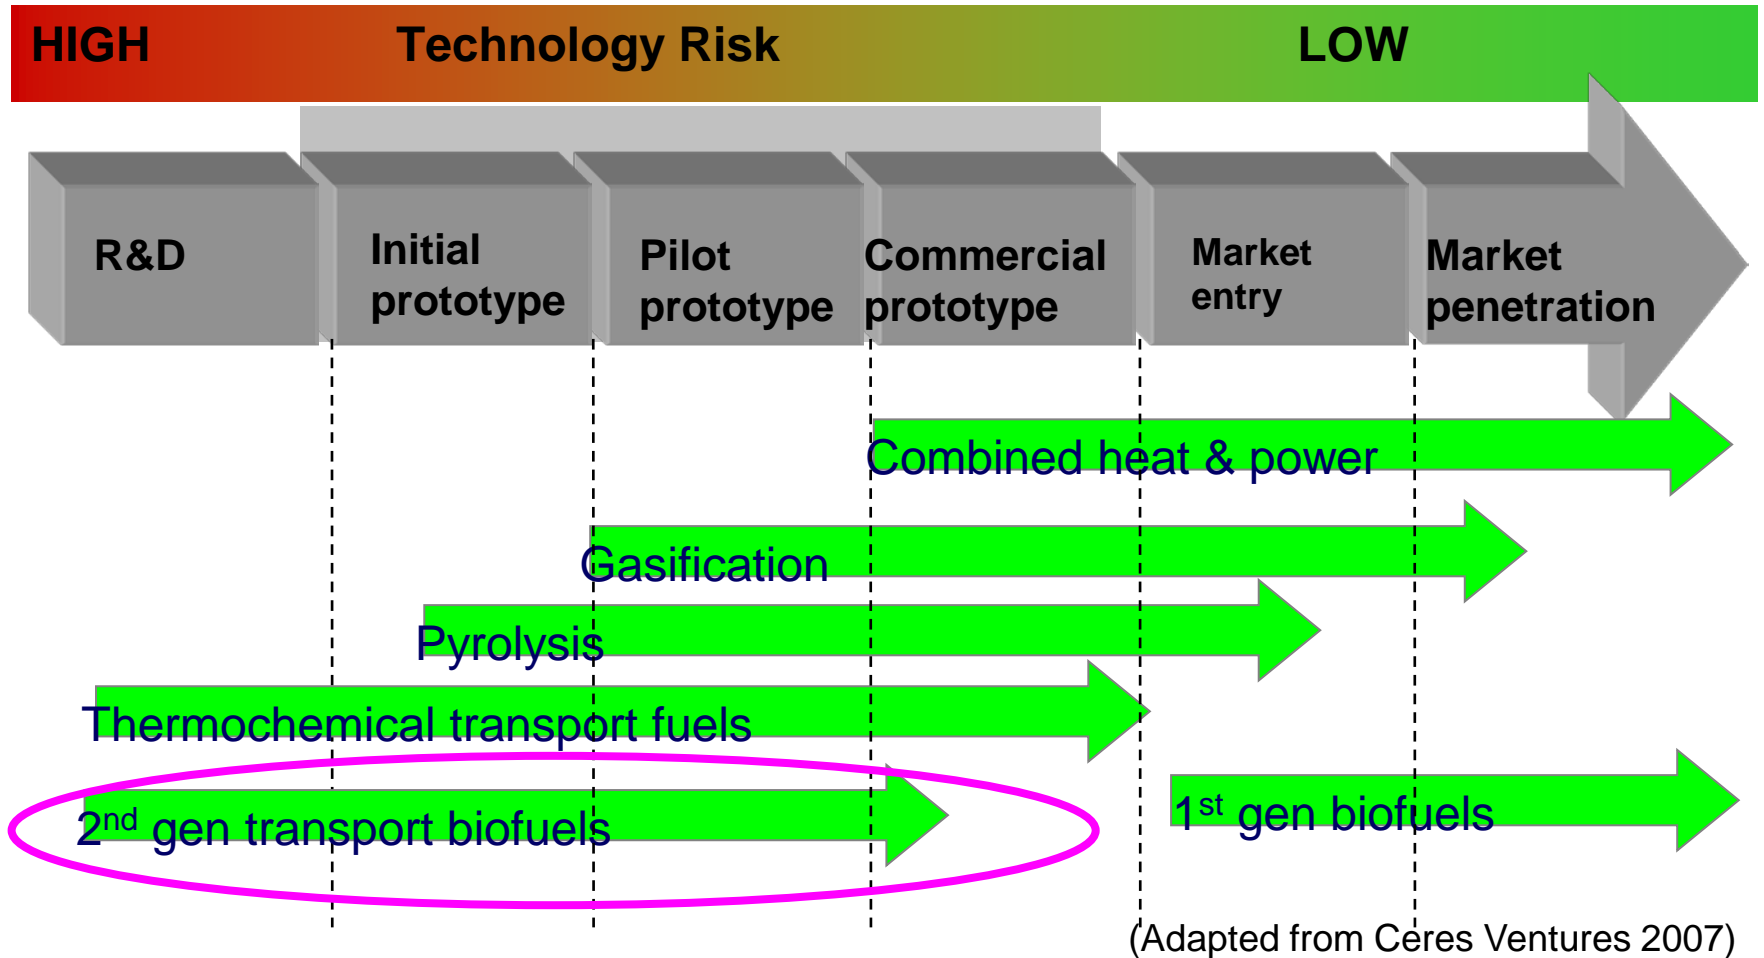 HIGH Technology Risk LOW
R&D
Initial
prototype
Pilot
prototype
Commercial
prototype
Market
entry
Market
penetration
Combined heat & power
Gasification
Pyrolysis
Thermochemical transport fuels
2nd gen transport biofuels
1st gen biofuels
(Adapted from Ceres Ventures 2007)